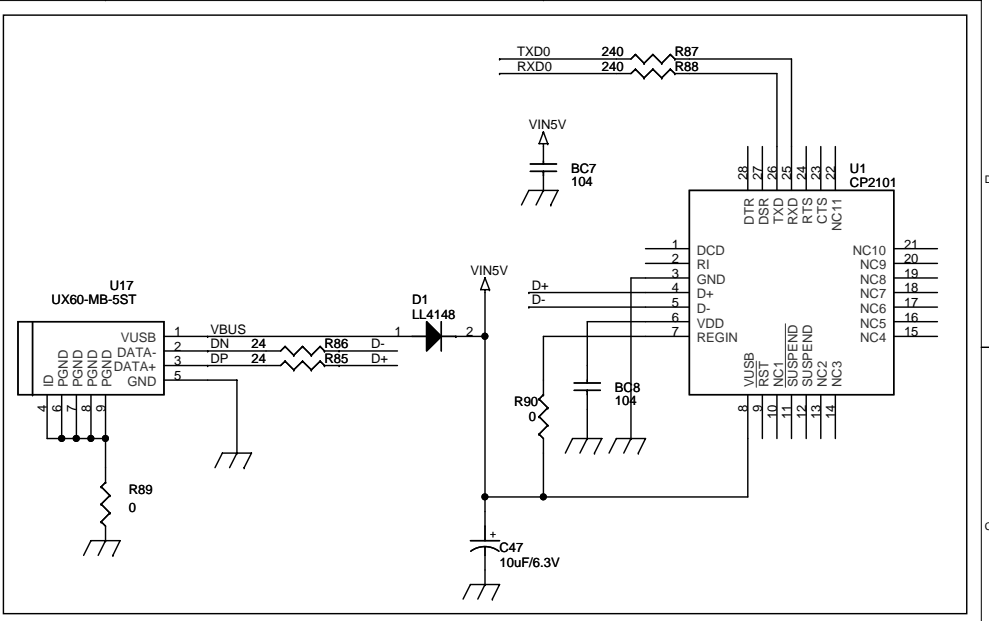 TXD0 240 R87
RXD0 240 R88
VIN5V
BC7
104
U1
CP2101
28 27 26 25 24 23 22
DTR DSR TXD RXD RTS CTS NC11
1 DCD
2 RI
3 GND
D+ 4 D+
D- 5 D-
6 VDD
7 REGIN
NC10 21
NC9 20
NC8 19
NC7 18
NC6 17
NC5 16
NC4 15
VUSB RST NC1 SUSPEND SUSPEND NC2 NC3
8 9 10 11 12 13 14
U17
UX60-MB-5ST
VUSB 1 VBUS
DATA- 2 DN 24 R86 D-
DATA+ 3 DP 24 R85 D+
GND 5
ID PGND PGND PGND PGND
4 6 7 8 9
D1
LL4148
1 2
VIN5V
R90
0
BC8
104
R89
0
+
C47
10uF/6.3V